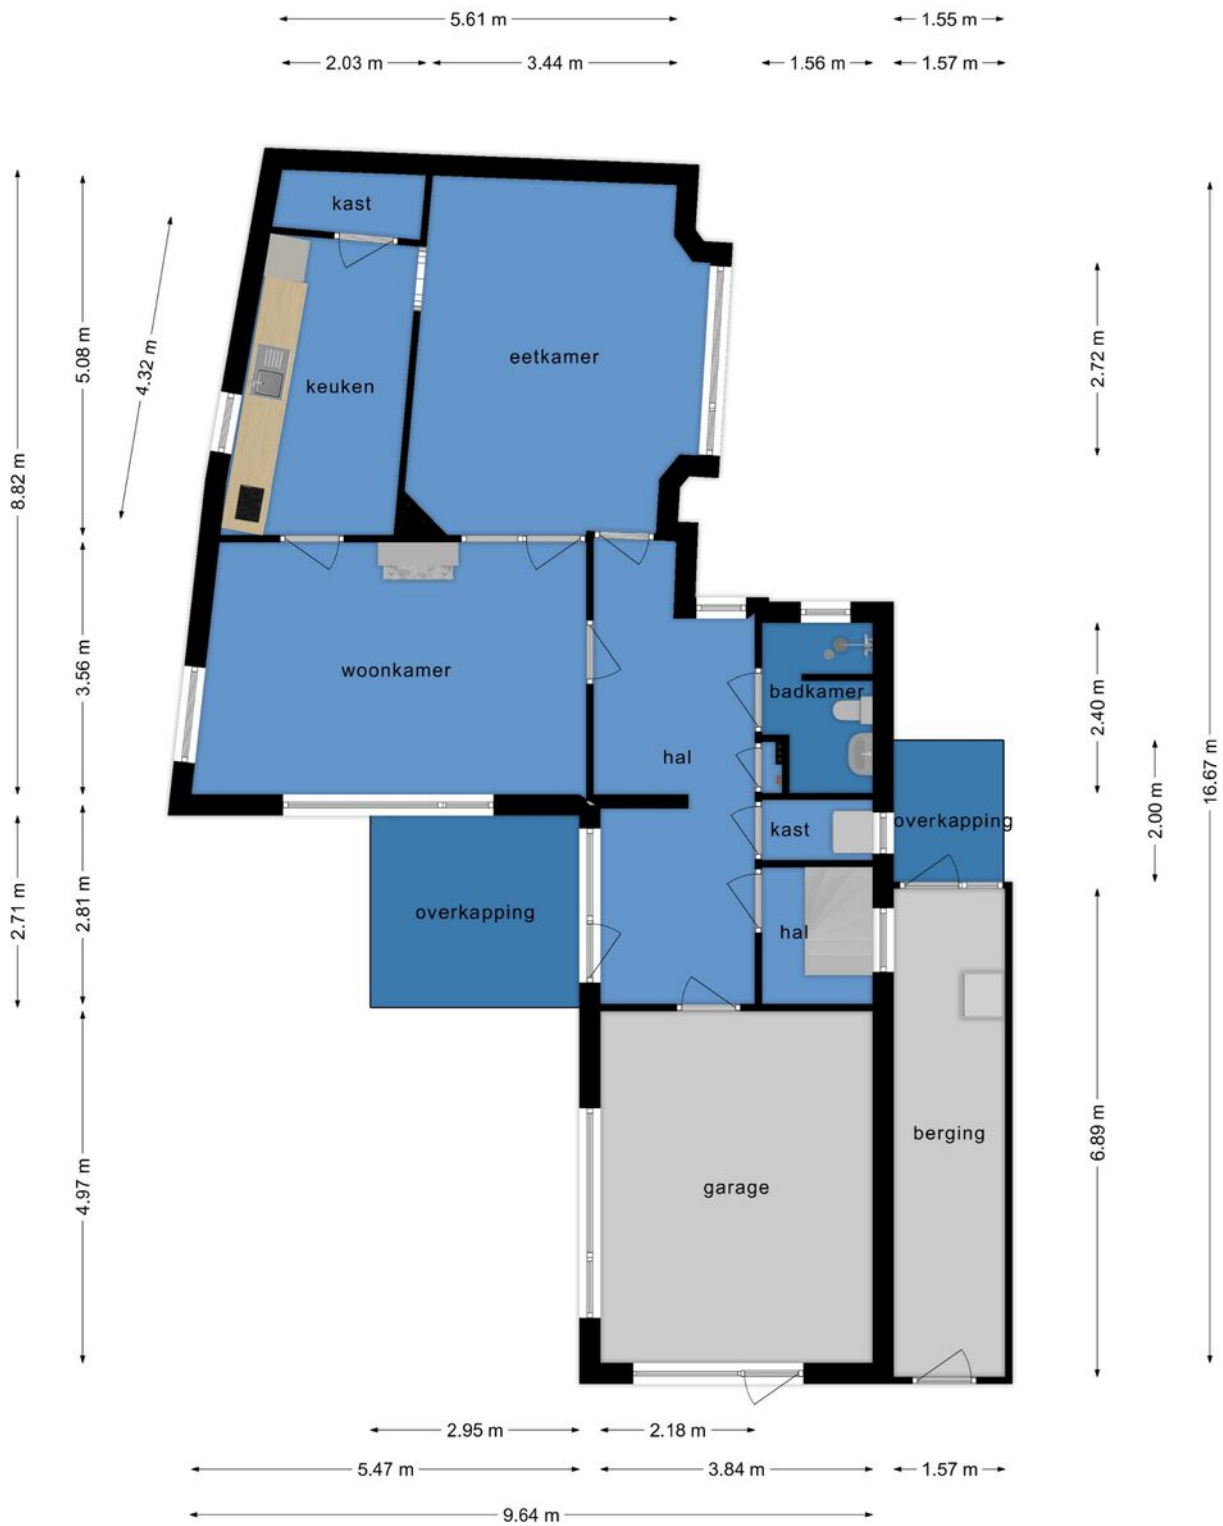 5.61 m
1.55 m
2.03 m
3.44 m
1.56 m
1.57 m
kast
eetkamer
keuken
4.32 m
5.08 m
8.82 m
2.72 m
16.67 m
woonkamer
3.56 m
badkamer
hal
2.40 m
kast
overkapping
2.00 m
overkapping
hal
2.71 m
2.81 m
berging
6.89 m
garage
4.97 m
2.95 m
2.18 m
5.47 m
3.84 m
1.57 m
9.64 m